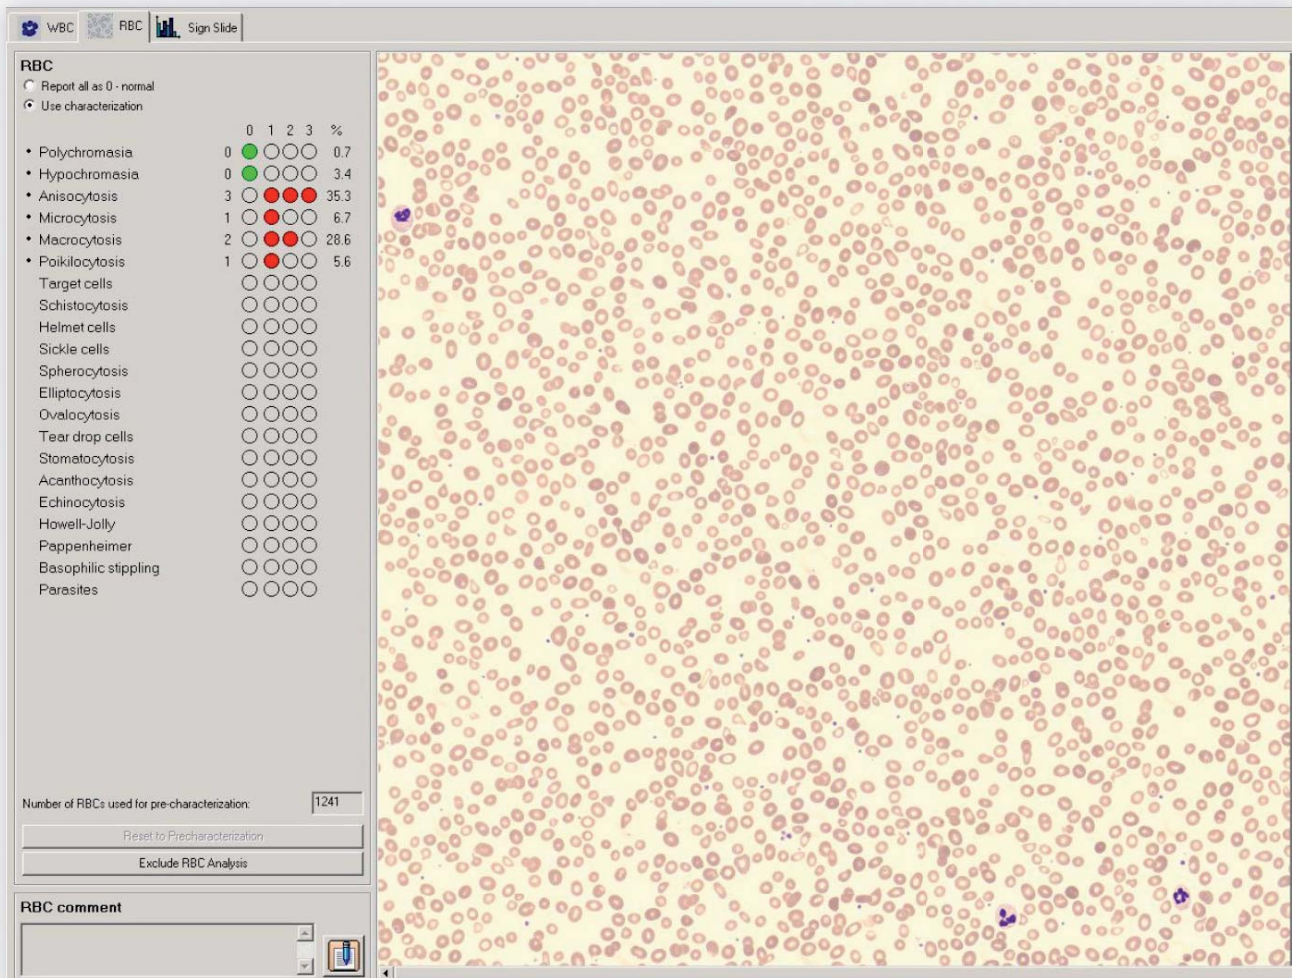 WBC RBC Sign Slide
RBC
Report all as 0 - normal
Use characterization
0 1 2 3 %
• Polychromasia 0 0.7
• Hypochromasia 0 3.4
• Anisocytosis 3 35.3
• Microcytosis 1 6.7
• Macrocytosis 2 28.6
• Poikilocytosis 1 5.6
Target cells
Schistocytosis
Helmet cells
Sickle cells
Spherocytosis
Elliptocytosis
Ovalocytosis
Tear drop cells
Stomatocytosis
Acanthocytosis
Echinocytosis
Howell-Jolly
Pappenheimer
Basophilic stippling
Parasites
Number of RBCs used for pre-characterization: 1241
Reset to Precharacterization
Exclude RBC Analysis
RBC comment